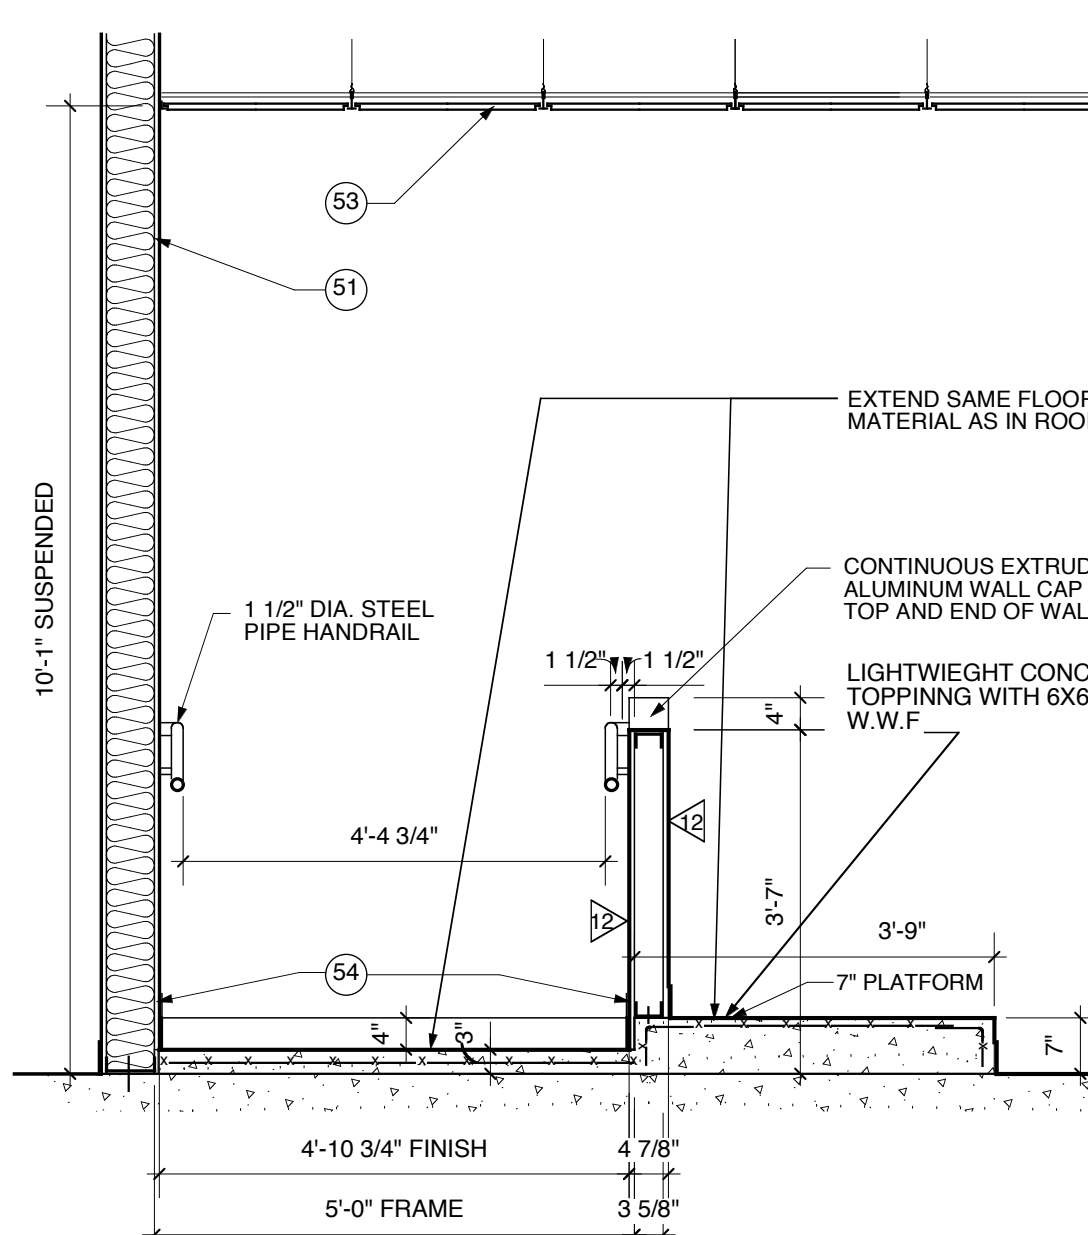 53
51
EXTEND SAME FLOOR
MATERIAL AS IN ROO
10'-1" SUSPENDED
CONTINUOUS EXTRUD
ALUMINUM WALL CAP
TOP AND END OF WAL
1 1/2" DIA. STEEL
PIPE HANDRAIL
1 1/2" 1 1/2"
LIGHTWIEGHT CONC
TOPPINNG WITH 6X6
W.W.F
4"
12
4'-4 3/4"
3'-7"
12
3'-9"
54
7" PLATFORM
4"
3"
7"
X X X X X X X X
X X X X X X X
4'-10 3/4" FINISH
4 7/8"
5'-0" FRAME
3 5/8"